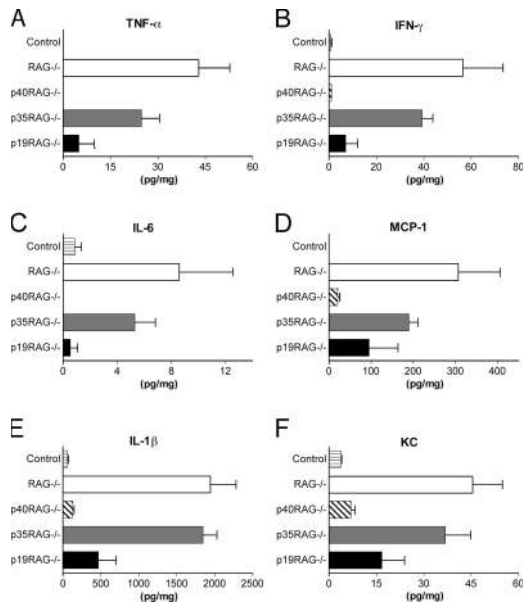 A
TNF-α
Control
RAG-/-
p40RAG-/-
p35RAG-/-
p19RAG-/-
0 15 30 45 60
(pg/mg)
B
IFN-γ
Control
RAG-/-
p40RAG-/-
p35RAG-/-
p19RAG-/-
0 20 40 60 80
(pg/mg)
C
IL-6
Control
RAG-/-
p40RAG-/-
p35RAG-/-
p19RAG-/-
0 4 8 12
(pg/mg)
D
MCP-1
Control
RAG-/-
p40RAG-/-
p35RAG-/-
p19RAG-/-
0 100 200 300 400
(pg/mg)
E
IL-1β
Control
RAG-/-
p40RAG-/-
p35RAG-/-
p19RAG-/-
0 500 1000 1500 2000 2500
(pg/mg)
F
KC
Control
RAG-/-
p40RAG-/-
p35RAG-/-
p19RAG-/-
0 15 30 45 60
(pg/mg)